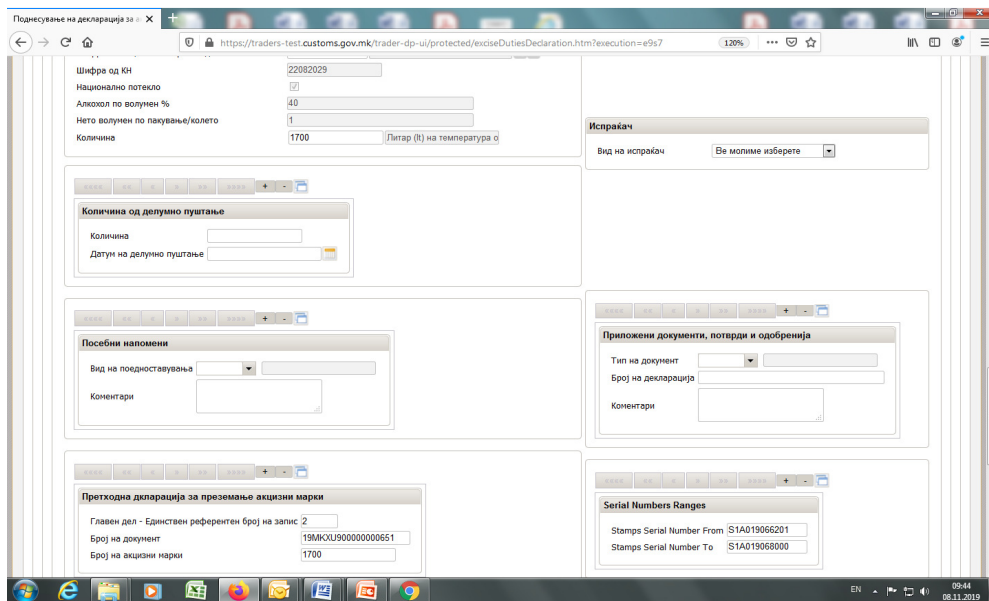 Поднесување на декларација за а
https://traders-test.customs.gov.mk/trader-dp-ui/protected/exciseDutiesDeclaration.htm?execution=e9s7
120%
Шифра од КН 22082029
Национално потекло
Алкохол по волумен % 40
Нето волумен по пакување/колето 1
Количина 1700 Литар (lt) на температура о
Испраќач
Вид на испраќач Ве молиме изберете
<<<< << < > >> >>>> + -
Количина од делумно пуштање
Количина
Датум на делумно пуштање
<<<< << < > >> >>>> + -
Посебни напомени
Вид на поедноставувања
Коментари
<<<< << < > >> >>>> + -
Приложени документи, потврди и одобренија
Тип на документ
Број на декларација
Коментари
<<<< << < > >> >>>> + -
Претходна дкларација за преземање акцизни марки
Главен дел - Единствен референтен број на запис 2
Број на документ 19MKXU900000000651
Број на акцизни марки 1700
<<<< << < > >> >>>> + -
Serial Numbers Ranges
Stamps Serial Number From S1A019066201
Stamps Serial Number To S1A019068000
EN
09:44
08.11.2019